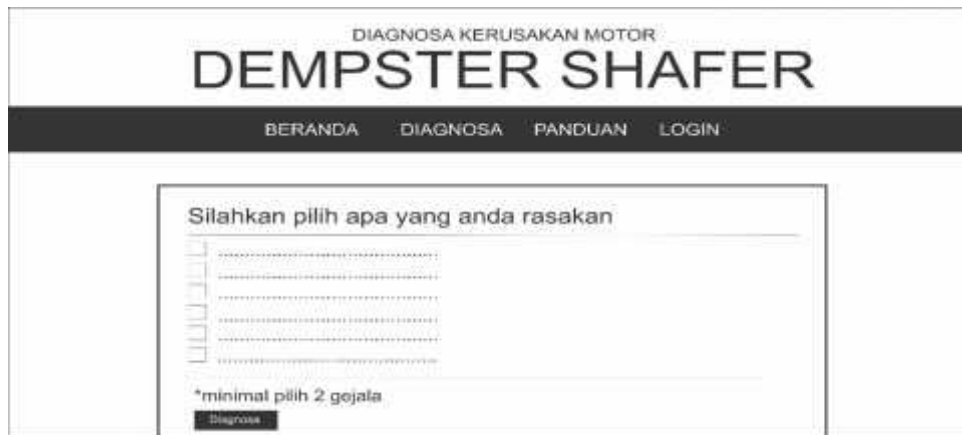 DIAGNOSA KERUSAKAN MOTOR
DEMPSTER SHAFER
BERANDA DIAGNOSA PANDUAN LOGIN
Silahkan pilih apa yang anda rasakan
*minimal pilih 2 gejala
Diagnosa